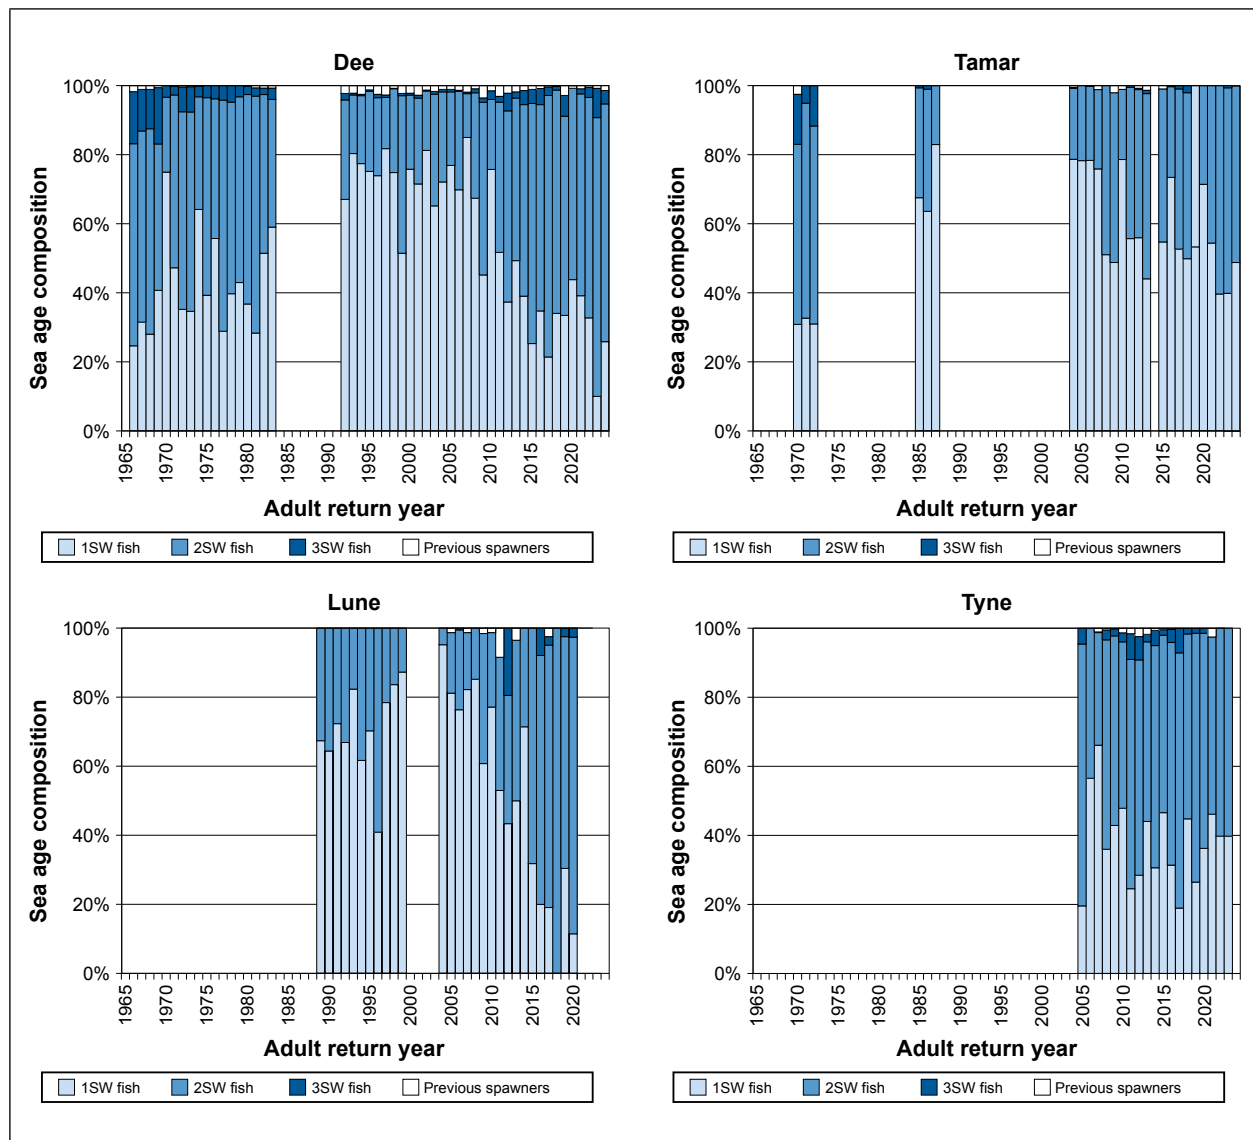 Dee
Sea age composition
100%
80%
60%
40%
20%
0%
1965 1970 1975 1980 1985 1990 1995 2000 2005 2010 2015 2020
Adult return year
1SW fish 2SW fish 3SW fish Previous spawners
Tamar
Sea age composition
100%
80%
60%
40%
20%
0%
1965 1970 1975 1980 1985 1990 1995 2000 2005 2010 2015 2020
Adult return year
1SW fish 2SW fish 3SW fish Previous spawners
Lune
Sea age composition
100%
80%
60%
40%
20%
0%
1965 1970 1975 1980 1985 1990 1995 2000 2005 2010 2015 2020
Adult return year
1SW fish 2SW fish 3SW fish Previous spawners
Tyne
Sea age composition
100%
80%
60%
40%
20%
0%
1965 1970 1975 1980 1985 1990 1995 2000 2005 2010 2015 2020
Adult return year
1SW fish 2SW fish 3SW fish Previous spawners